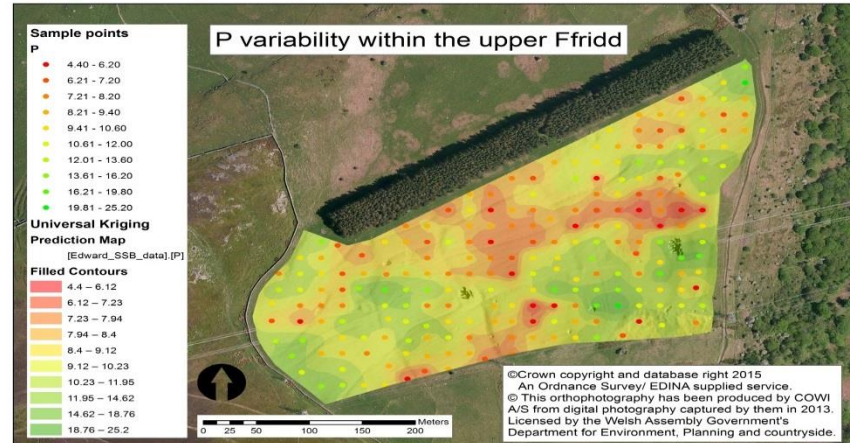 P variability within the upper Ffridd
Sample points
P
4.40 - 6.20
6.21 - 7.20
7.21 - 8.20
8.21 - 9.40
9.41 - 10.60
10.61 - 12.00
12.01 - 13.60
13.61 - 16.20
16.21 - 19.80
19.81 - 25.20
Universal Kriging
Prediction Map
[Edward_SSB_data].[P]
Filled Contours
4.4 – 6.12
6.12 – 7.23
7.23 – 7.94
7.94 – 8.4
8.4 – 9.12
9.12 – 10.23
10.23 – 11.95
11.95 – 14.62
14.62 – 18.76
18.76 – 25.2
Meters
0 25 50 100 150 200
©Crown copyright and database right 2015
An Ordnance Survey/ EDINA supplied service.
© This orthophotography has been produced by COWI
A/S from digital photography captured by them in 2013.
Licensed by the Welsh Assembly Government's
Department for Environment, Planning and countryside.